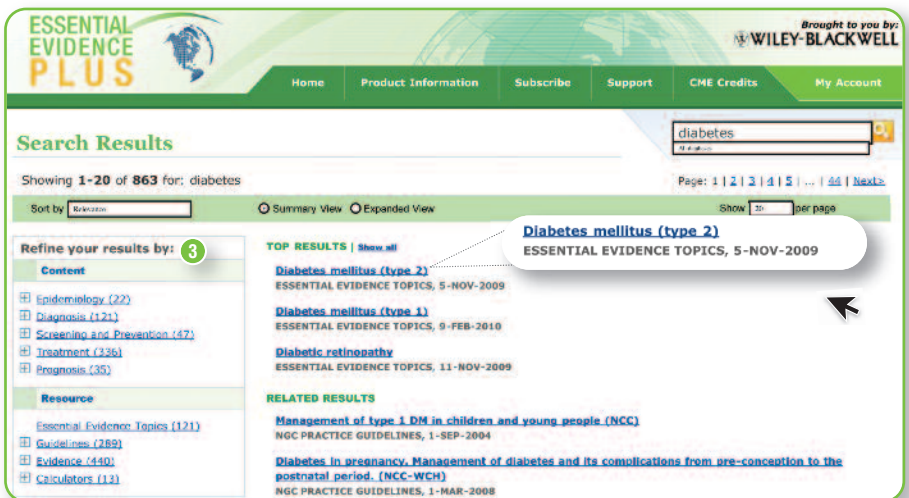 ESSENTIAL
EVIDENCE
PLUS
Brought to you by:
WILEY-BLACKWELL
Home Product Information Subscribe Support CME Credits My Account
Search Results
diabetes
Showing 1-20 of 863 for: diabetes
Page: 1 | 2 | 3 | 4 | 5 | ... | 44 | Next>
Sort by Relevance Summary View Expanded View Show 20 per page
Refine your results by: 3
Content
Epidemiology (22)
Diagnosis (121)
Screening and Prevention (47)
Treatment (336)
Prognosis (35)
Resource
Essential Evidence Topics (121)
Guidelines (289)
Evidence (440)
Calculators (13)
TOP RESULTS | Show all
Diabetes mellitus (type 2)
ESSENTIAL EVIDENCE TOPICS, 5-NOV-2009
Diabetes mellitus (type 2)
ESSENTIAL EVIDENCE TOPICS, 5-NOV-2009
Diabetes mellitus (type 1)
ESSENTIAL EVIDENCE TOPICS, 9-FEB-2010
Diabetic retinopathy
ESSENTIAL EVIDENCE TOPICS, 11-NOV-2009
RELATED RESULTS
Management of type 1 DM in children and young people (NCC)
NGC PRACTICE GUIDELINES, 1-SEP-2004
Diabetes in pregnancy. Management of diabetes and its complications from pre-conception to the
postnatal period. (NCC-WCH)
NGC PRACTICE GUIDELINES, 1-MAR-2008